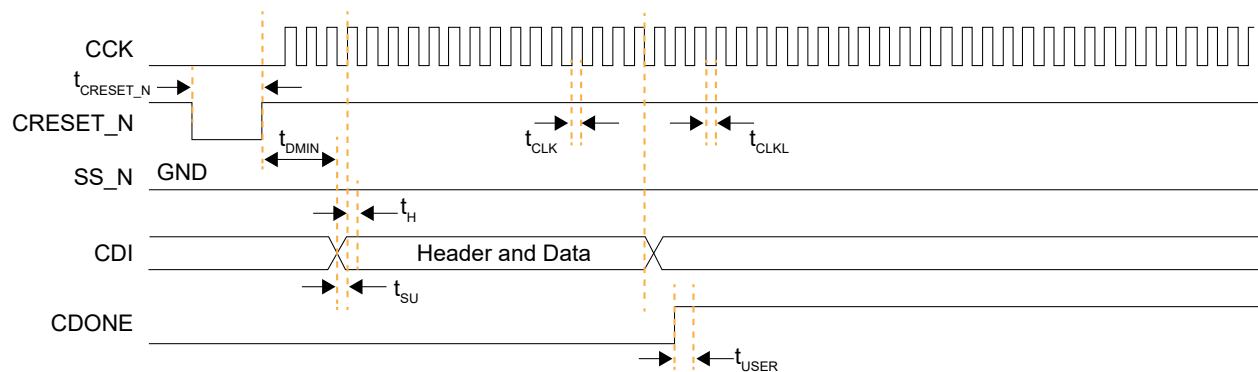 CCK
tCRESET_N
CRESET_N
tDMIN
tCLK
tCLKL
SS_N
GND
tH
CDI
Header and Data
tSU
CDONE
tUSER